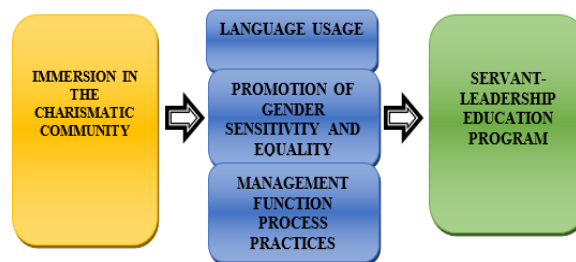 IMMERSION IN
THE
CHARISMATIC
COMMUNITY
LANGUAGE USAGE
PROMOTION OF
GENDER
SENSITIVITY AND
EQUALITY
MANAGEMENT
FUNCTION
PROCESS
PRACTICES
SERVANT-
LEADERSHIP
EDUCATION
PROGRAM